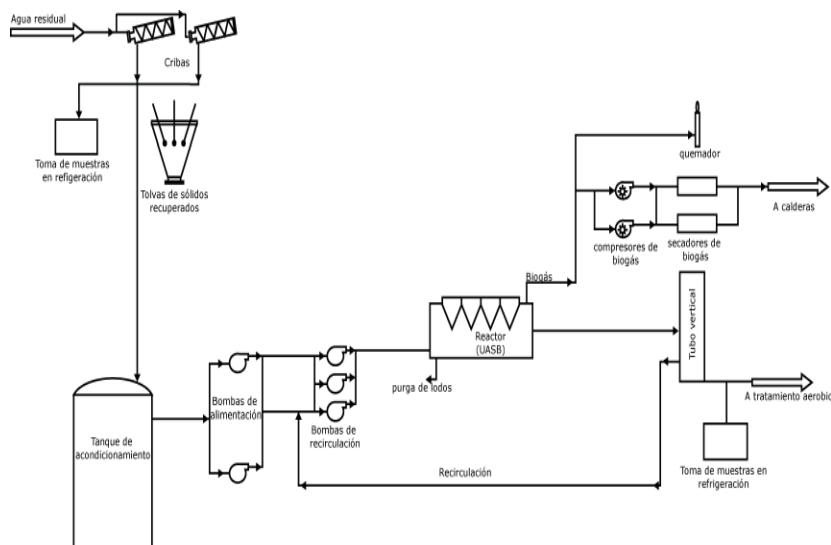 Agua residual
Cribas
Toma de muestras
en refigeración
Tolvas de sólidos
recuperados
quemador
A calderas
compresores de
biogás
secadores de
biogás
Biogás
Reactor
(UASB)
purga de lodos
Tubo vertical
A tratamiento aerobio
Toma de muestras en
refrigeración
Bombas de
alimentación
Bombas de
recirculación
Tanque de
acondicionamiento
Recirculación